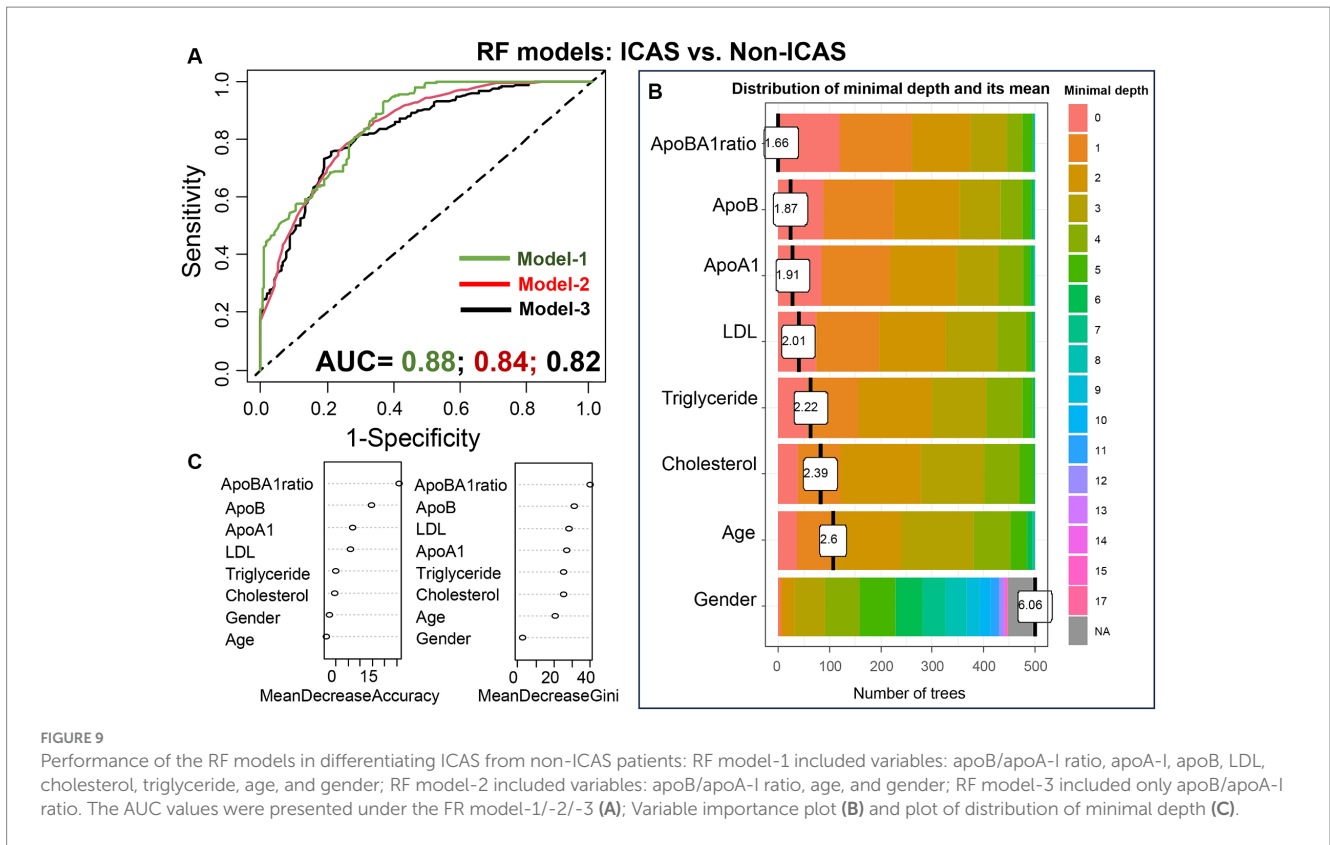 RF models: ICAS vs. Non-ICAS
A
1.0
0.8
0.6
0.4
0.2
0.0
Sensitivity
Model-1
Model-2
Model-3
AUC= 0.88; 0.84; 0.82
0.0 0.2 0.4 0.6 0.8 1.0
1-Specificity
B
Distribution of minimal depth and its mean
ApoBA1ratio
1.66
ApoB
1.87
ApoA1
1.91
LDL
2.01
Triglyceride
2.22
Cholesterol
2.39
Age
2.6
Gender
6.06
0 100 200 300 400 500
Number of trees
Minimal depth
0
1
2
3
4
5
6
7
8
9
10
11
12
13
14
15
17
NA
C
ApoBA1ratio
ApoB
ApoA1
LDL
Triglyceride
Cholesterol
Gender
Age
0 15
MeanDecreaseAccuracy
ApoBA1ratio
ApoB
LDL
ApoA1
Triglyceride
Cholesterol
Age
Gender
0 20 40
MeanDecreaseGini
FIGURE 9
Performance of the RF models in differentiating ICAS from non-ICAS patients: RF model-1 included variables: apoB/apoA-I ratio, apoA-I, apoB, LDL,
cholesterol, triglyceride, age, and gender; RF model-2 included variables: apoB/apoA-I ratio, age, and gender; RF model-3 included only apoB/apoA-I
ratio. The AUC values were presented under the FR model-1/-2/-3 (A); Variable importance plot (B) and plot of distribution of minimal depth (C).